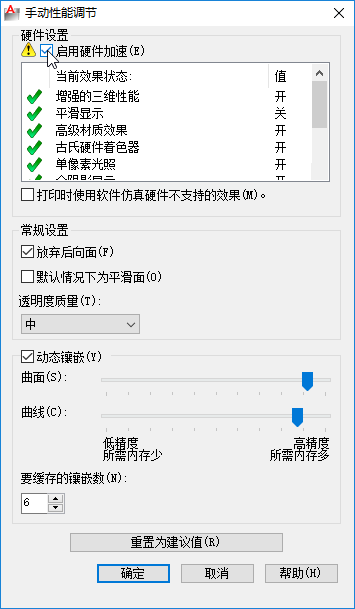 手动性能调节
硬件设置
启用硬件加速(E)
当前效果状态: 值
增强的三维性能 开
平滑显示 关
高级材质效果 开
古氏硬件着色器 开
单像素光照 开
打印时使用软件仿真硬件不支持的效果(M)。
常规设置
放弃后向面(F)
默认情况下为平滑面(O)
透明度质量(T):
中
动态镶嵌(Y)
曲面(S):
曲线(C):
低精度 高精度
所需内存少 所需内存多
要缓存的镶嵌数(N):
6
重置为建议值(R)
确定 取消 帮助(H)